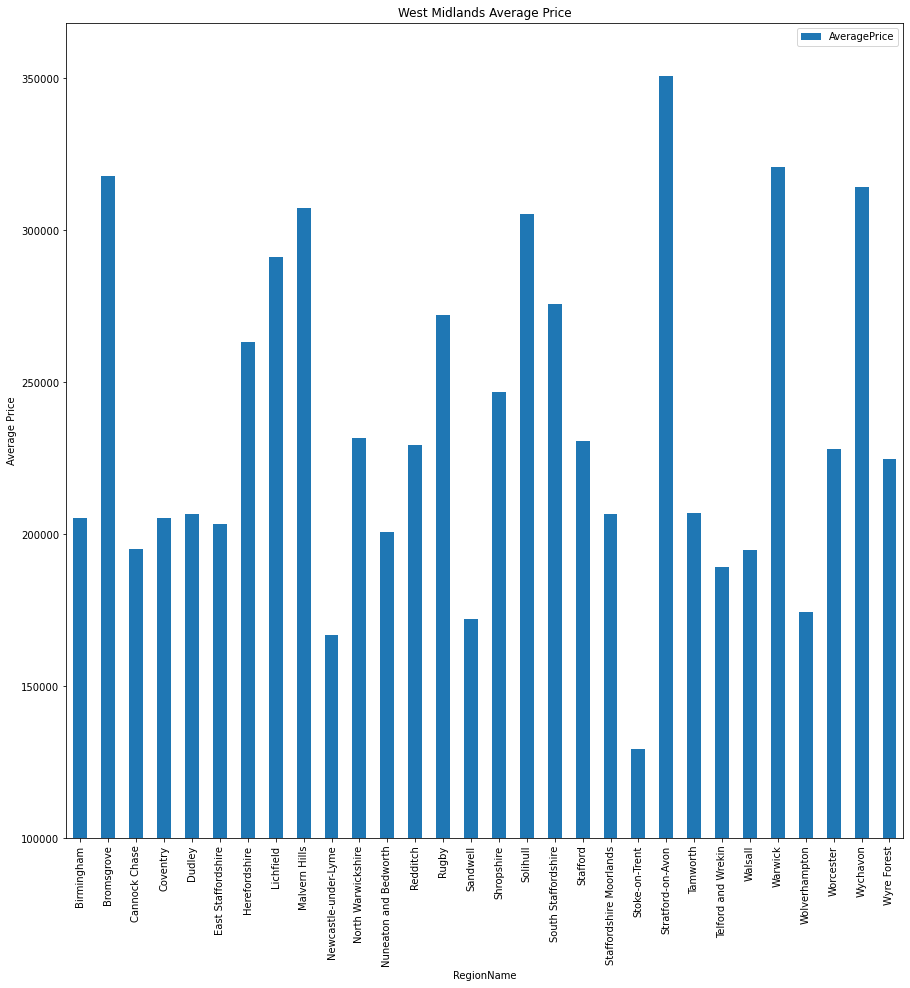 West Midlands Average Price
AveragePrice
350000
300000
250000
200000
150000
100000
Average Price
Birmingham
Bromsgrove
Cannock Chase
Coventry
Dudley
East Staffordshire
Herefordshire
Lichfield
Malvern Hills
Newcastle-under-Lyme
North Warwickshire
Nuneaton and Bedworth
Redditch
Rugby
Sandwell
Shropshire
Solihull
South Staffordshire
Stafford
Staffordshire Moorlands
Stoke-on-Trent
Stratford-on-Avon
Tamworth
Telford and Wrekin
Walsall
Warwick
Wolverhampton
Worcester
Wychavon
Wyre Forest
RegionName